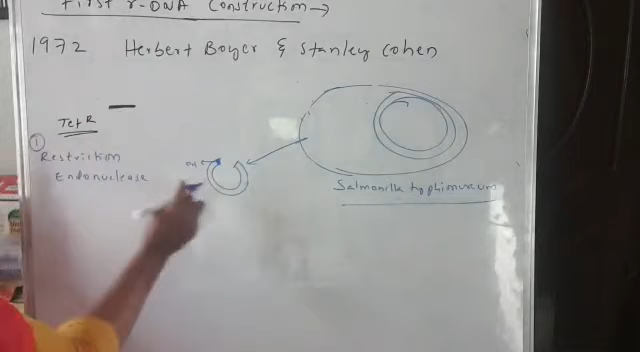 First r-DNA Construction →
1972 Herbert Boyer & Stanley Cohen
TetR
① Restriction
Endonuclease
Salmonella typhimurium